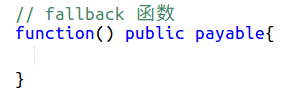 // fallback 函数
function() public payable{
}